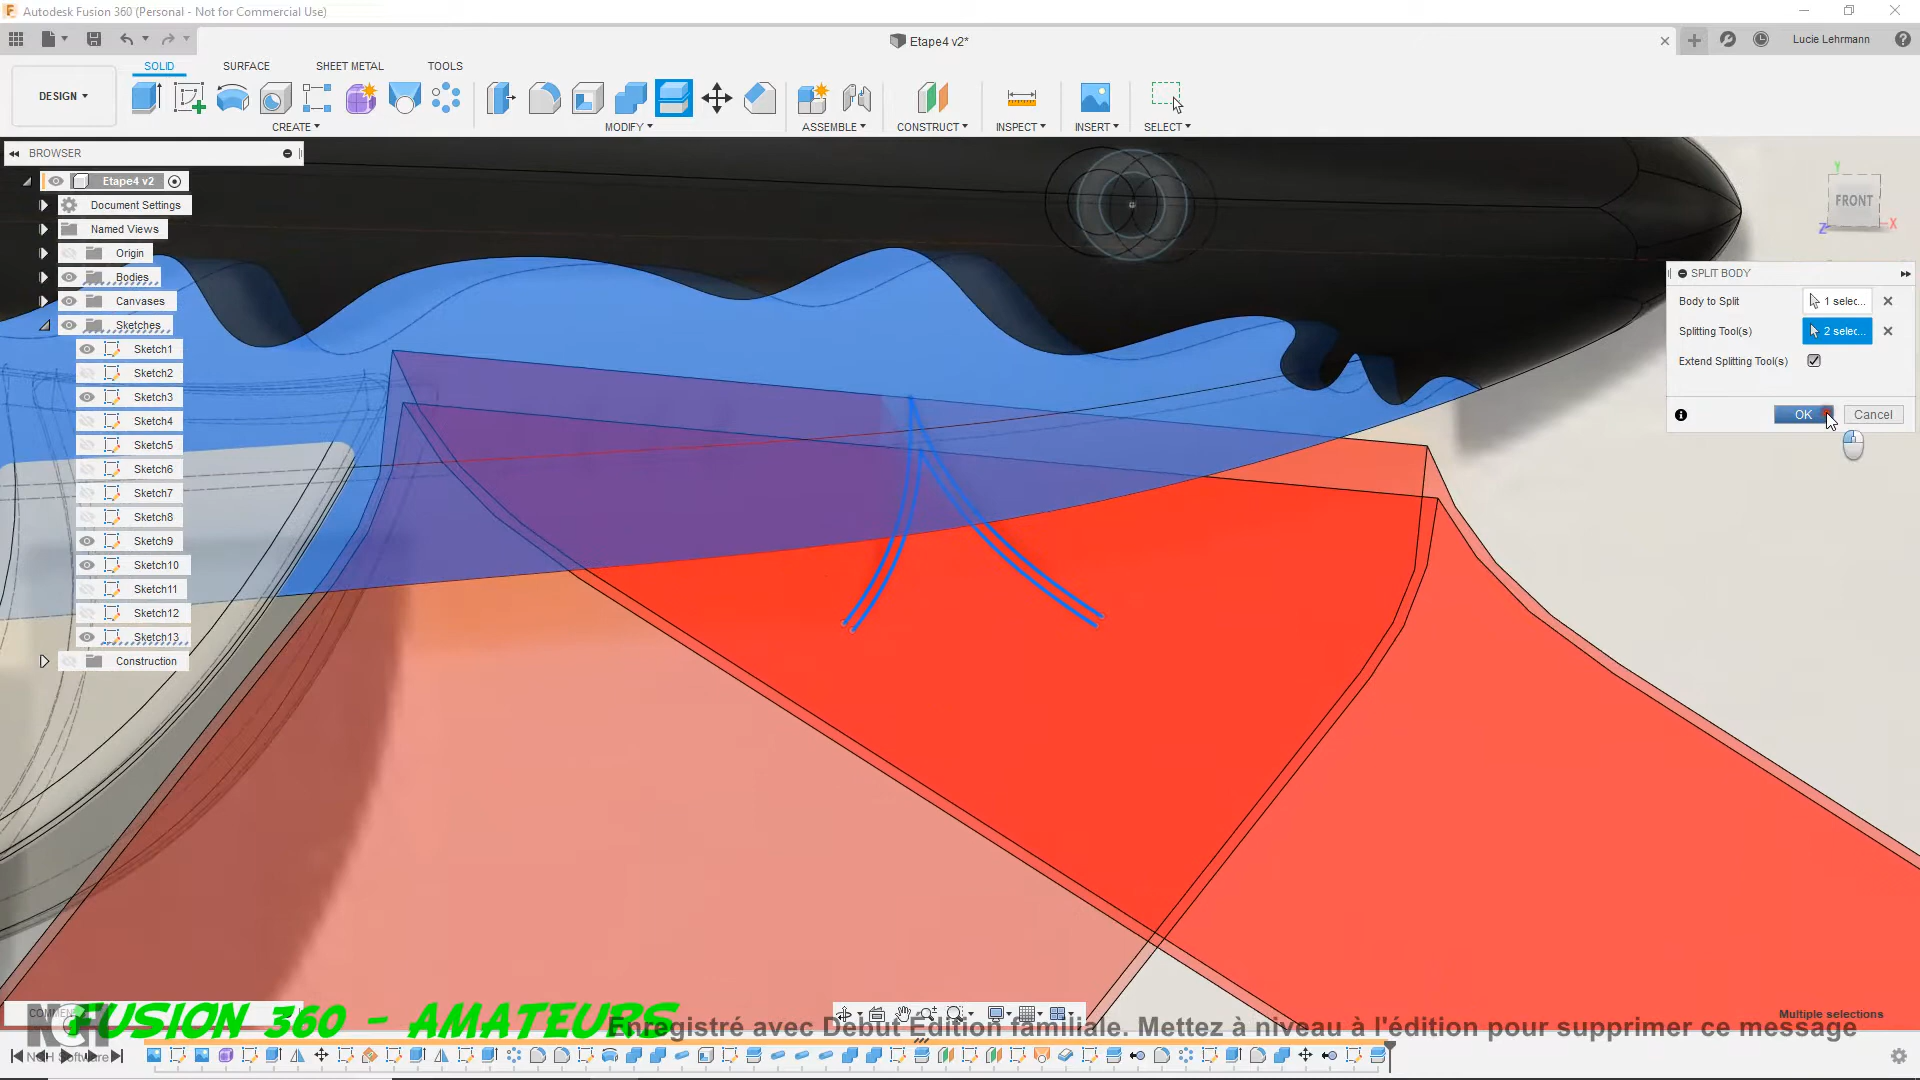 Autodesk Fusion 360 (Personal - Not for Commercial Use)
Etape4 v2*
Lucie Lehrmann
SOLID
SURFACE
SHEET METAL
TOOLS
DESIGN
CREATE
MODIFY
ASSEMBLE
CONSTRUCT
INSPECT
INSERT
SELECT
BROWSER
Etape4 v2
Document Settings
Named Views
Origin
Bodies
Canvases
Sketches
Sketch1
Sketch2
Sketch3
Sketch4
Sketch5
Sketch6
Sketch7
Sketch8
Sketch9
Sketch10
Sketch11
Sketch12
Sketch13
Construction
Y
FRONT
X
Z
SPLIT BODY
Body to Split
1 selec...
Splitting Tool(s)
2 selec...
Extend Splitting Tool(s)
OK
Cancel
Multiple selections
FUSION 360 - AMATEURS
Enregistré avec Debut Édition familiale. Mettez à niveau à l'édition pour supprimer ce message
NCH Software